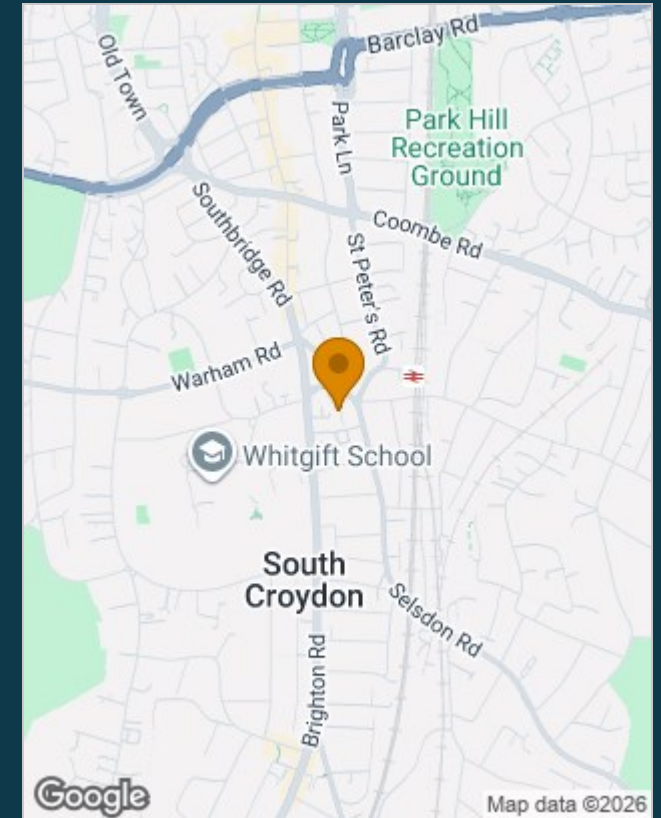 Barclay Rd
Old Town
Park Ln
Park Hill
Recreation
Ground
Coombe Rd
Southbridge Rd
St Peter's Rd
Warham Rd
Whitgift School
South
Croydon
Selsdon Rd
Brighton Rd
Google
Map data ©2026